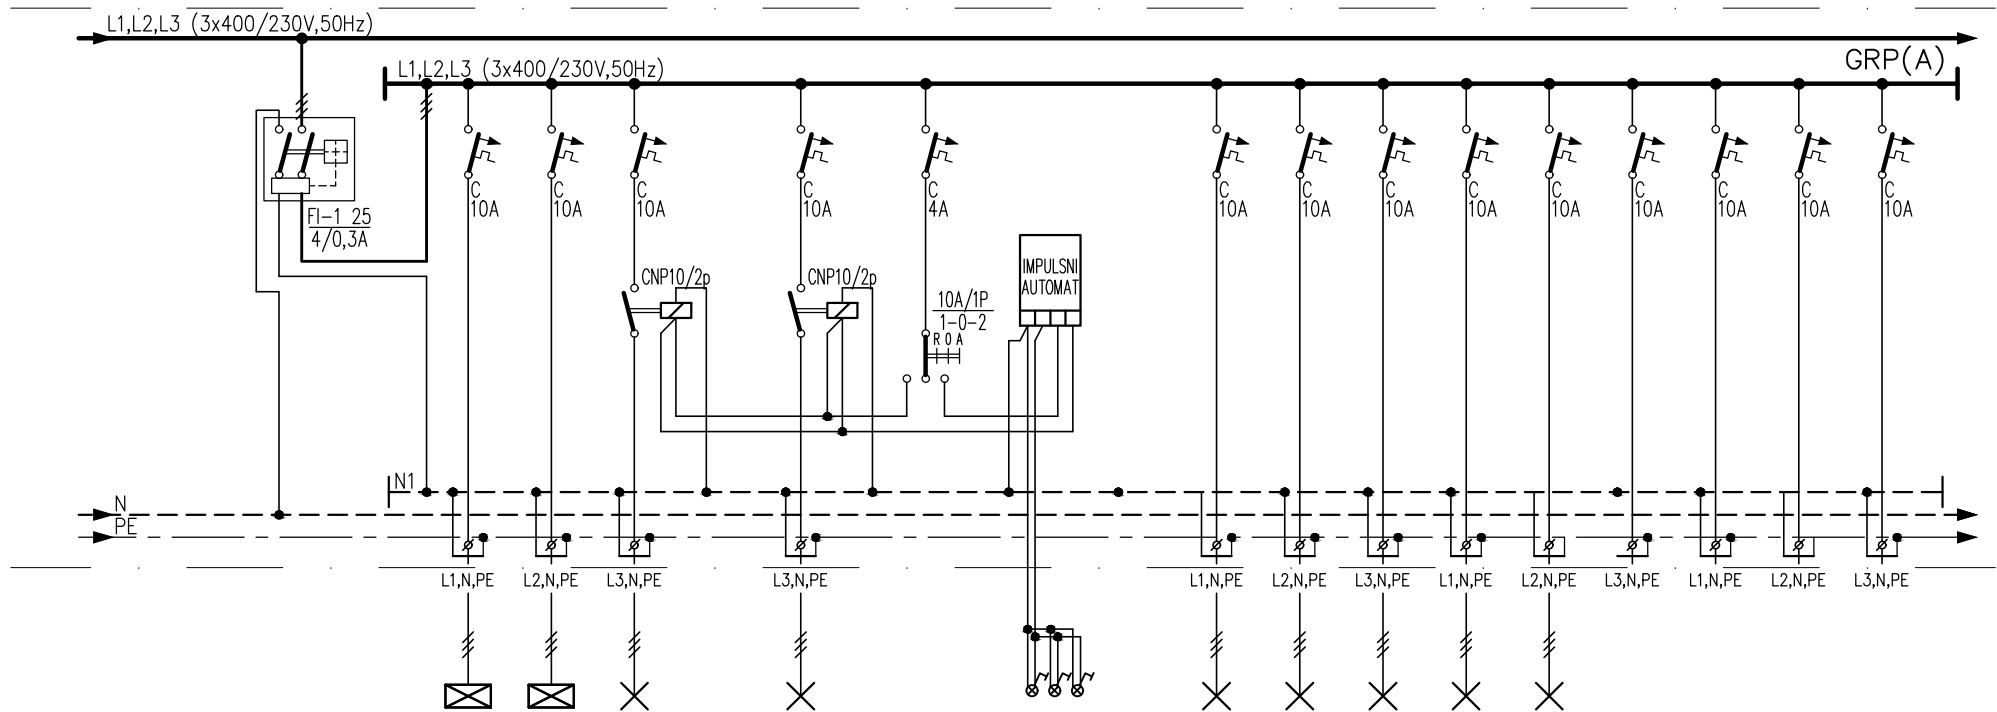 L1,L2,L3 (3x400/230V,50Hz)
GRP(A)
L1,L2,L3 (3x400/230V,50Hz)
C C C C C C C C C C C C C C
10A 10A 10A 10A 4A 10A 10A 10A 10A 10A 10A 10A 10A 10A
FI-1 25
4/0,3A
CNP10/2p CNP10/2p
IMPULSNI
AUTOMAT
10A/1P
1-0-2
R 0 A
N1
N
PE
L1,N,PE L2,N,PE L3,N,PE L3,N,PE L1,N,PE L2,N,PE L3,N,PE L1,N,PE L2,N,PE L3,N,PE L1,N,PE L2,N,PE L3,N,PE